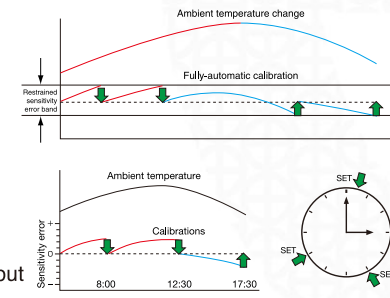 Ambient temperature change
Fully-automatic calibration
Restrained
sensitivity
error band
Ambient temperature
Calibrations
Sensitivity error
+
0
−
8:00
12:30
17:30
SET
SET
SET
out